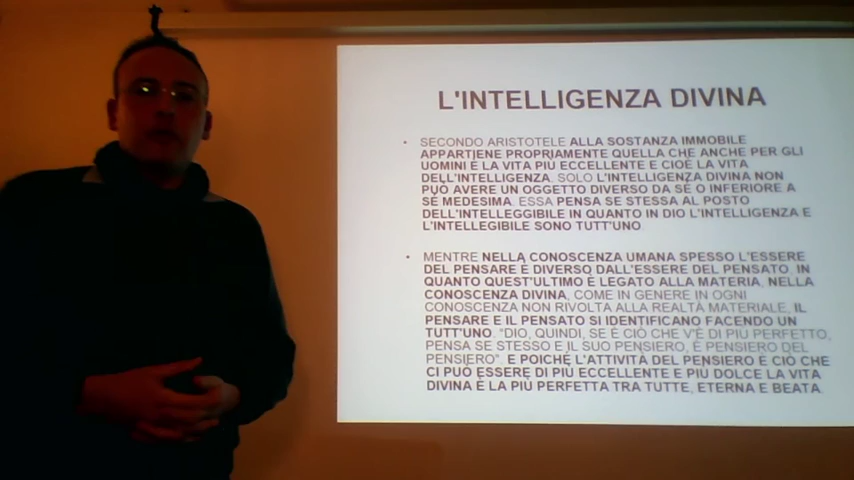 L'INTELLIGENZA DIVINA
• SECONDO ARISTOTELE ALLA SOSTANZA IMMOBILE
APPARTIENE PROPRIAMENTE QUELLA CHE ANCHE PER GLI
UOMINI E LA VITA PIÙ ECCELLENTE E CIOÈ LA VITA
DELL'INTELLIGENZA. SOLO L'INTELLIGENZA DIVINA NON
PUÒ AVERE UN OGGETTO DIVERSO DA SÉ O INFERIORE A
SÉ MEDESIMA. ESSA PENSA SE STESSA AL POSTO
DELL'INTELLEGGIBILE IN QUANTO IN DIO L'INTELLIGENZA E
L'INTELLEGIBILE SONO TUTT'UNO
• MENTRE NELLA CONOSCENZA UMANA SPESSO L'ESSERE
DEL PENSARE È DIVERSO DALL'ESSERE DEL PENSATO, IN
QUANTO QUEST'ULTIMO È LEGATO ALLA MATERIA, NELLA
CONOSCENZA DIVINA, COME IN GENERE IN OGNI
CONOSCENZA NON RIVOLTA ALLA REALTÀ MATERIALE, IL
PENSARE E IL PENSATO SI IDENTIFICANO FACENDO UN
TUTT'UNO. "DIO, QUINDI, SE È CIÒ CHE V'È DI PIÙ PERFETTO,
PENSA SE STESSO E IL SUO PENSIERO, È PENSIERO DEL
PENSIERO". E POICHÉ L'ATTIVITÀ DEL PENSIERO È CIÒ CHE
CI PUÒ ESSERE DI PIÙ ECCELLENTE E PIÙ DOLCE LA VITA
DIVINA È LA PIÙ PERFETTA TRA TUTTE, ETERNA E BEATA.